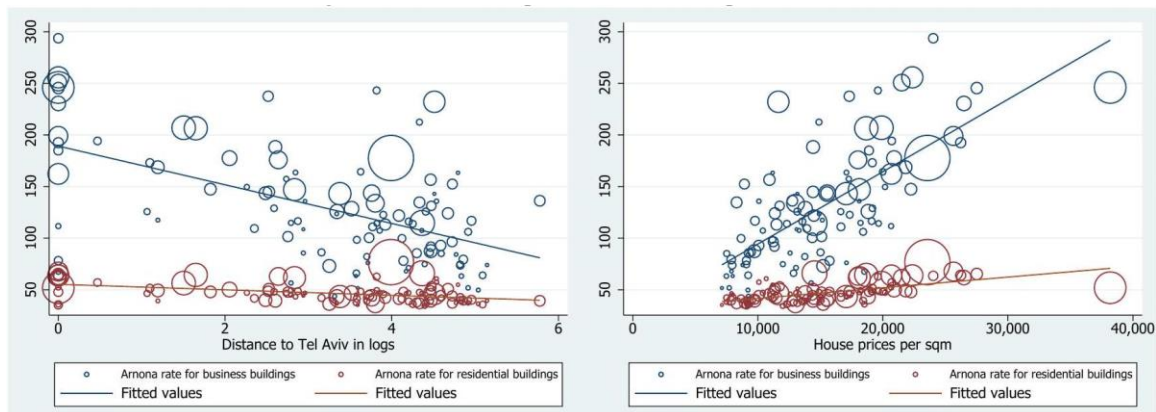 300
250
200
150
100
50
0 2 4 6
Distance to Tel Aviv in logs
Arnona rate for business buildings Arnona rate for residential buildings
Fitted values Fitted values
300
250
200
150
100
50
0 10,000 20,000 30,000 40,000
House prices per sqm
Arnona rate for business buildings Arnona rate for residential buildings
Fitted values Fitted values